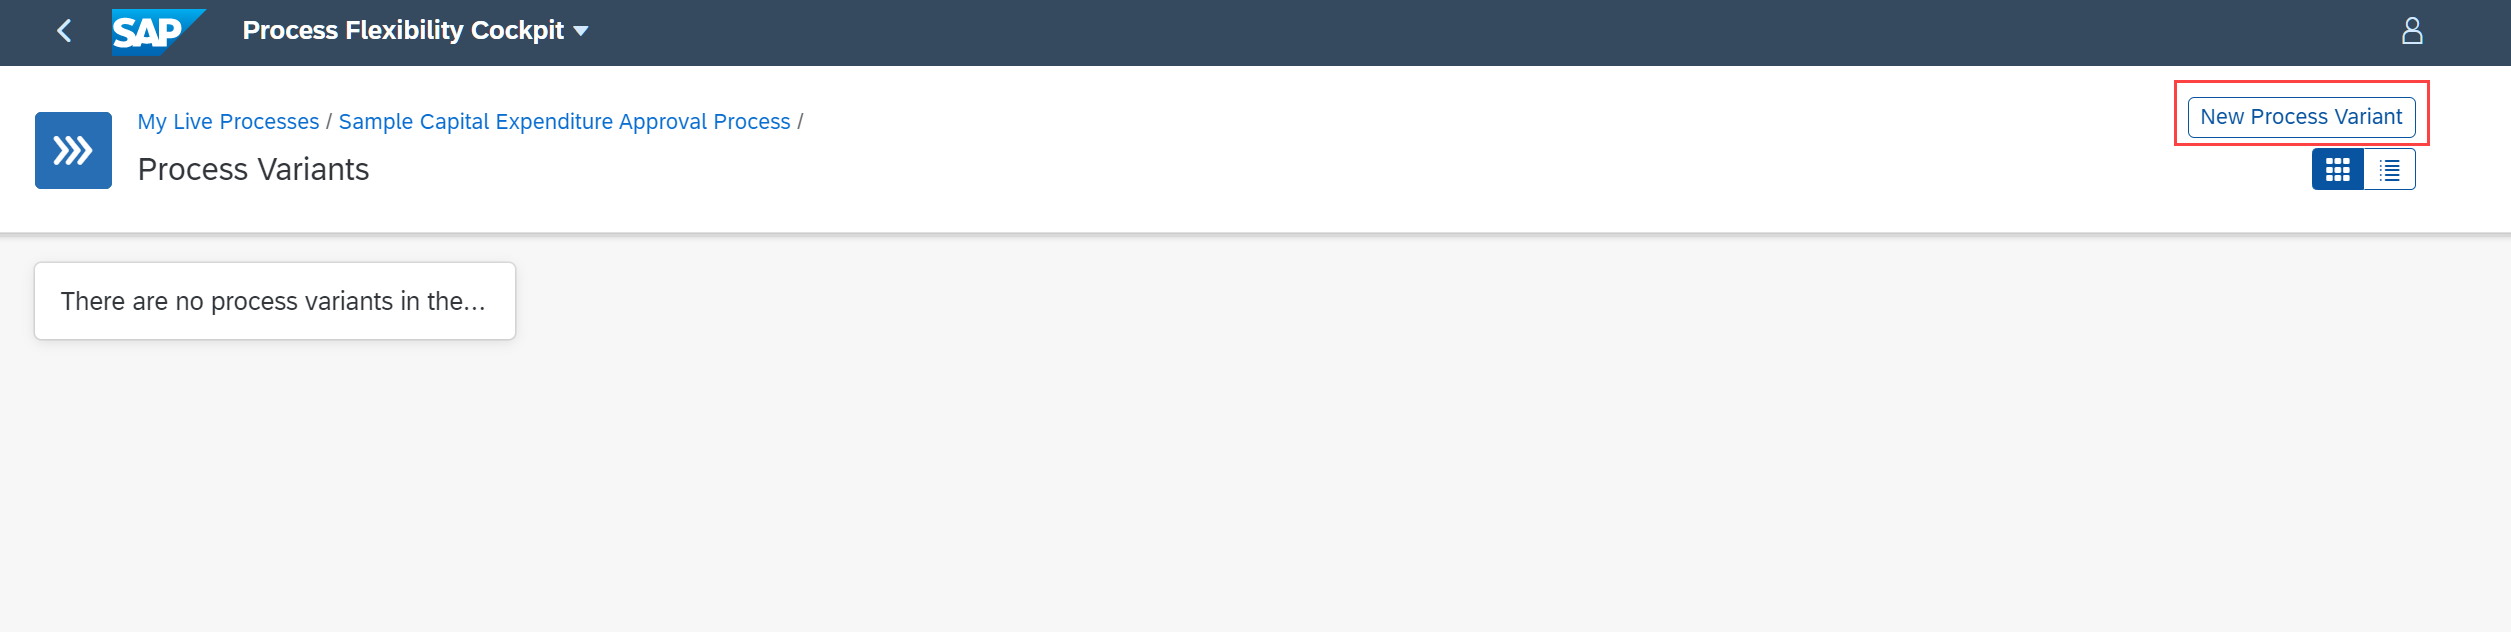 SAP
Process Flexibility Cockpit
My Live Processes / Sample Capital Expenditure Approval Process /
New Process Variant
Process Variants
There are no process variants in the...